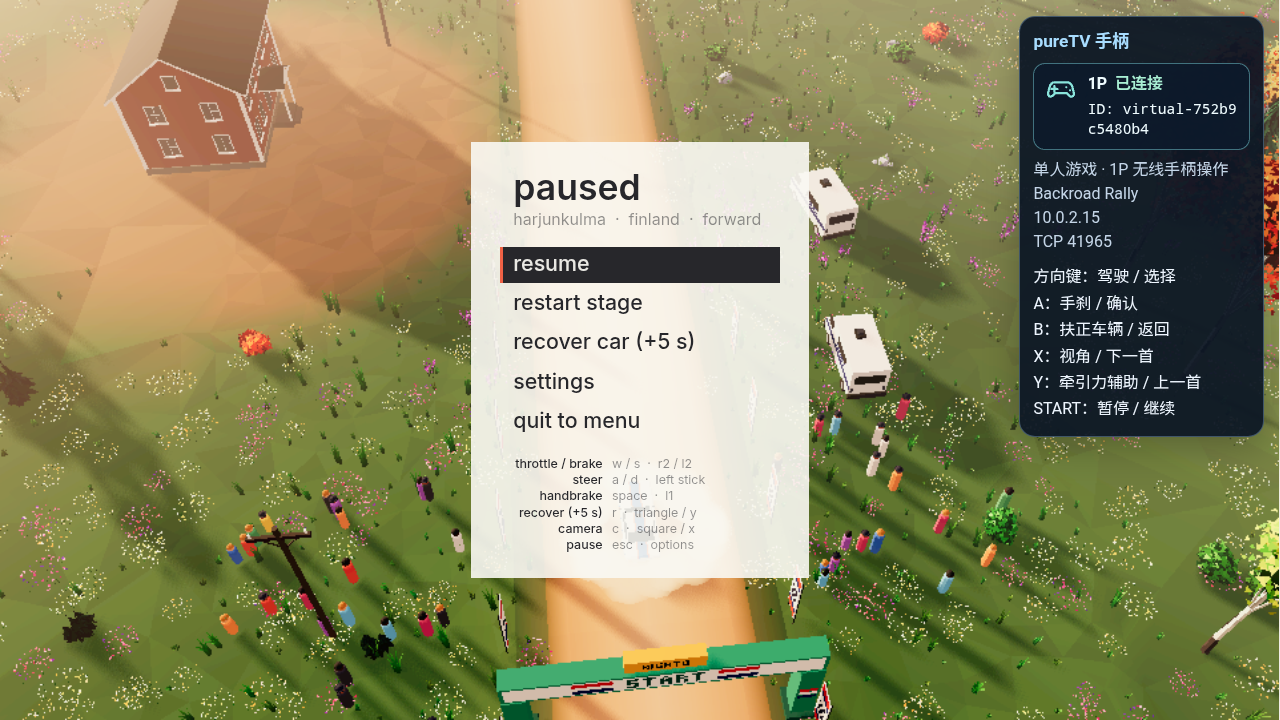 paused
harjunkulma · finland · forward
resume
restart stage
recover car (+5 s)
settings
quit to menu
throttle / brake w / s · r2 / l2
steer a / d · left stick
handbrake space · l1
recover (+5 s) r · triangle / y
camera c · square / x
pause esc · options
START
pureTV 手柄
1P 已连接
ID: virtual-752b9
c5480b4
单人游戏 · 1P 无线手柄操作
Backroad Rally
10.0.2.15
TCP 41965
方向键：驾驶 / 选择
A：手刹 / 确认
B：扶正车辆 / 返回
X：视角 / 下一首
Y：牵引力辅助 / 上一首
START：暂停 / 继续